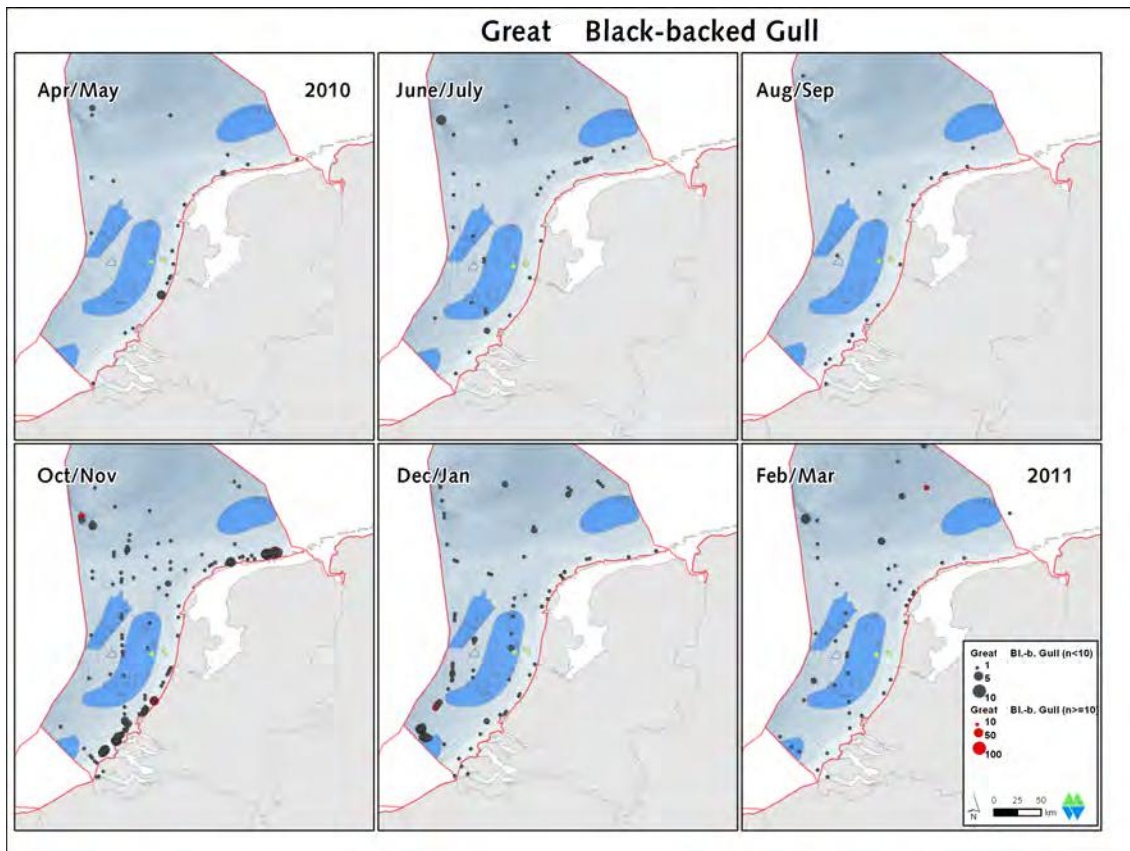 Great Black-backed Gull
Apr/May 2010
June/July
Aug/Sep
Oct/Nov
Dec/Jan
Feb/Mar 2011
Great Bl.-b. Gull (n<10)
1
5
10
Great Bl.-b. Gull (n>=10)
10
50
100
N
0 25 50
km